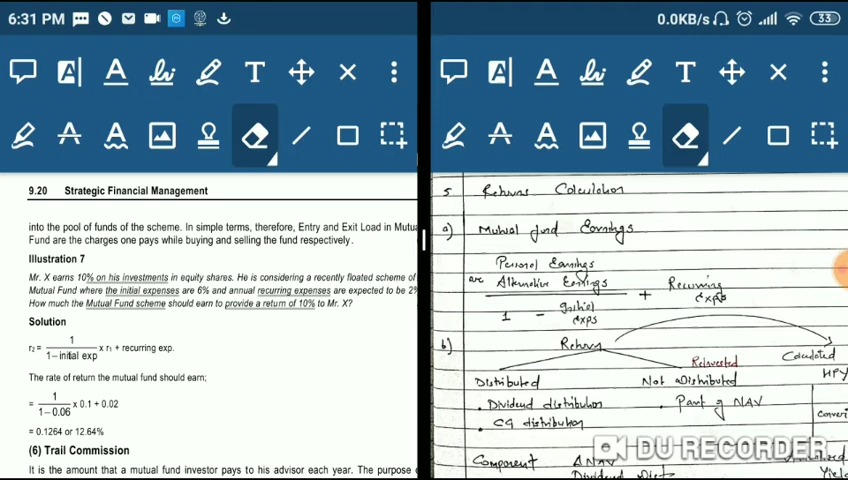 6:31 PM
0.0KB/s
33
9.20 Strategic Financial Management
into the pool of funds of the scheme. In simple terms, therefore, Entry and Exit Load in Mutua
Fund are the charges one pays while buying and selling the fund respectively.
Illustration 7
Mr. X earns 10% on his investments in equity shares. He is considering a recently floated scheme of
Mutual Fund where the initial expenses are 6% and annual recurring expenses are expected to be 2%
How much the Mutual Fund scheme should earn to provide a return of 10% to Mr. X?
Solution
r2 = 1 / 1−initial exp x r1 + recurring exp.
The rate of return the mutual fund should earn;
= 1 / 1−0.06 x 0.1 + 0.02
= 0.1264 or 12.64%
(6) Trail Commission
It is the amount that a mutual fund investor pays to his advisor each year. The purpose o
5 Returns Calculation
a) Mutual fund Earnings
Personal Earnings
Alternative Earnings
1 − Initial exps + Recurring exps
b) Return
Distributed
Reinvested
Not Distributed
Calculated
HPY
• Dividend distribution
• Part of NAV
• CG distribution
Component ΔNAV
Dividend Dist
DU RECORDER